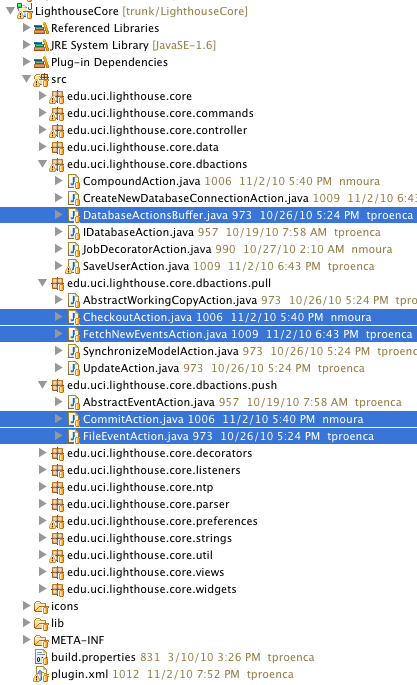 LighthouseCore [trunk/LighthouseCore]
Referenced Libraries
JRE System Library [JavaSE-1.6]
Plug-in Dependencies
src
edu.uci.lighthouse.core
edu.uci.lighthouse.core.commands
edu.uci.lighthouse.core.controller
edu.uci.lighthouse.core.data
edu.uci.lighthouse.core.dbactions
CompoundAction.java 1006 11/2/10 5:40 PM nmoura
CreateNewDatabaseConnectionAction.java 1009 11/2/10 6:43
DatabaseActionsBuffer.java 973 10/26/10 5:24 PM tproenca
IDatabaseAction.java 957 10/19/10 7:58 AM tproenca
JobDecoratorAction.java 990 10/27/10 2:10 AM nmoura
SaveUserAction.java 1009 11/2/10 6:43 PM tproenca
edu.uci.lighthouse.core.dbactions.pull
AbstractWorkingCopyAction.java 973 10/26/10 5:24 PM tpro
CheckoutAction.java 1006 11/2/10 5:40 PM nmoura
FetchNewEventsAction.java 1009 11/2/10 6:43 PM tproenca
SynchronizeModelAction.java 973 10/26/10 5:24 PM tproenc
UpdateAction.java 973 10/26/10 5:24 PM tproenca
edu.uci.lighthouse.core.dbactions.push
AbstractEventAction.java 957 10/19/10 7:58 AM tproenca
CommitAction.java 1006 11/2/10 5:40 PM nmoura
FileEventAction.java 973 10/26/10 5:24 PM tproenca
edu.uci.lighthouse.core.decorators
edu.uci.lighthouse.core.listeners
edu.uci.lighthouse.core.ntp
edu.uci.lighthouse.core.parser
edu.uci.lighthouse.core.preferences
edu.uci.lighthouse.core.strings
edu.uci.lighthouse.core.util
edu.uci.lighthouse.core.views
edu.uci.lighthouse.core.widgets
icons
lib
META-INF
build.properties 831 3/10/10 3:26 PM tproenca
plugin.xml 1012 11/2/10 7:52 PM tproenca